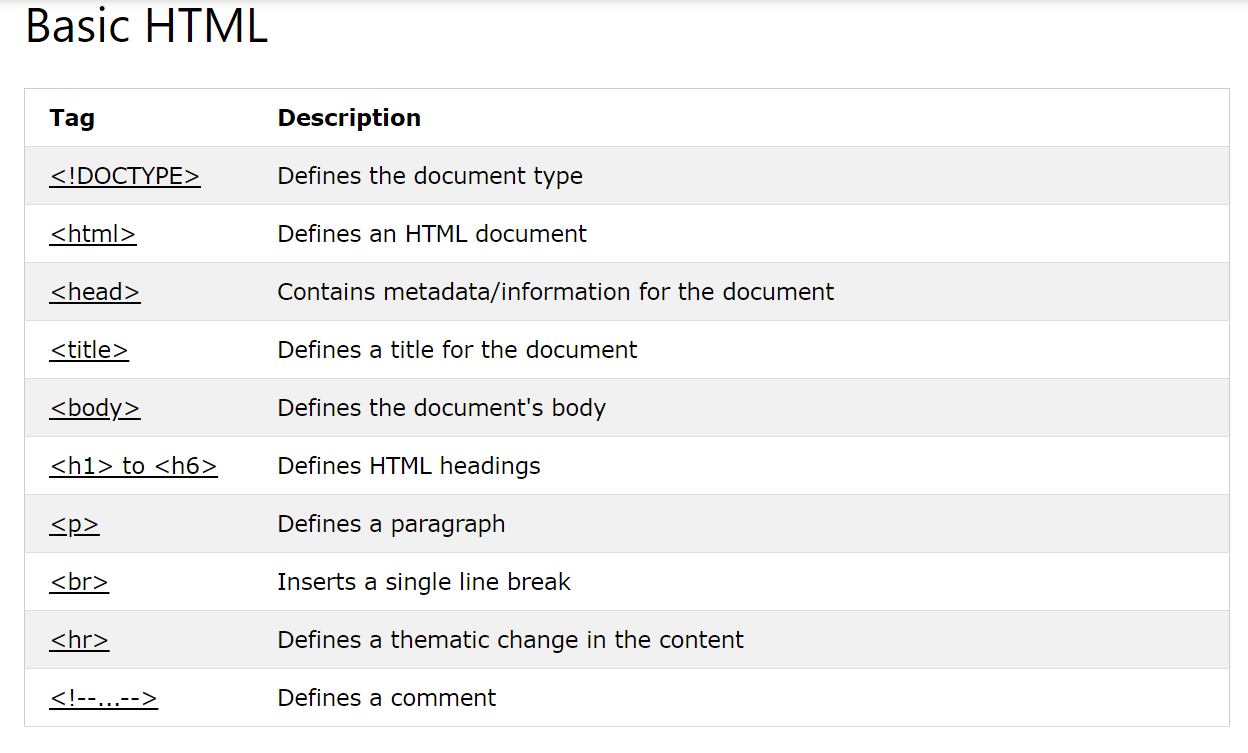 Basic HTML
Tag Description
<!DOCTYPE> Defines the document type
<html> Defines an HTML document
<head> Contains metadata/information for the document
<title> Defines a title for the document
<body> Defines the document's body
<h1> to <h6> Defines HTML headings
<p> Defines a paragraph
<br> Inserts a single line break
<hr> Defines a thematic change in the content
<!--...--> Defines a comment